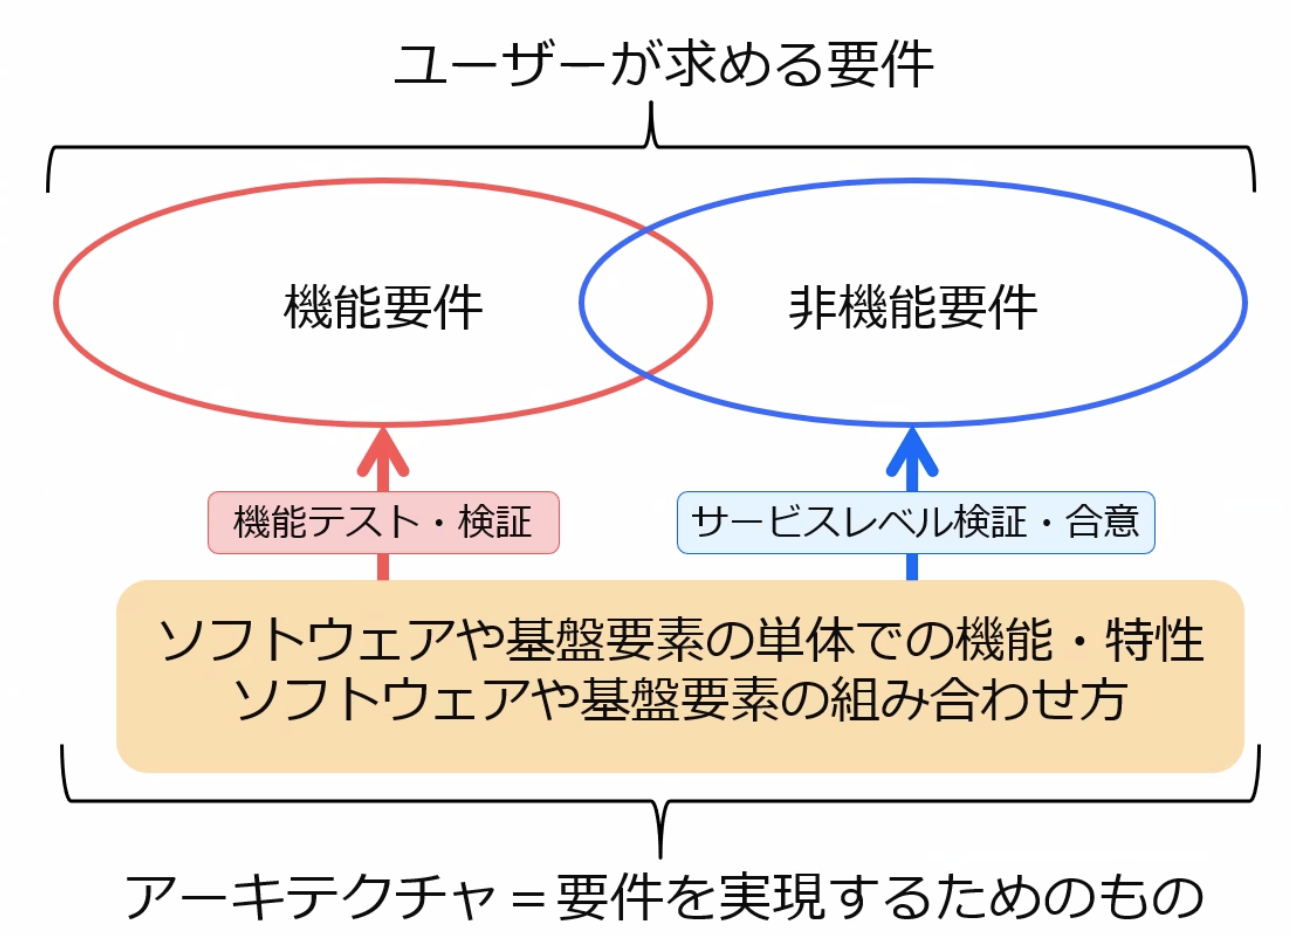 ユーザーが求める要件
機能要件
非機能要件
機能テスト・検証
サービスレベル検証・合意
ソフトウェアや基盤要素の単体での機能・特性
ソフトウェアや基盤要素の組み合わせ方
アーキテクチャ＝要件を実現するためのもの